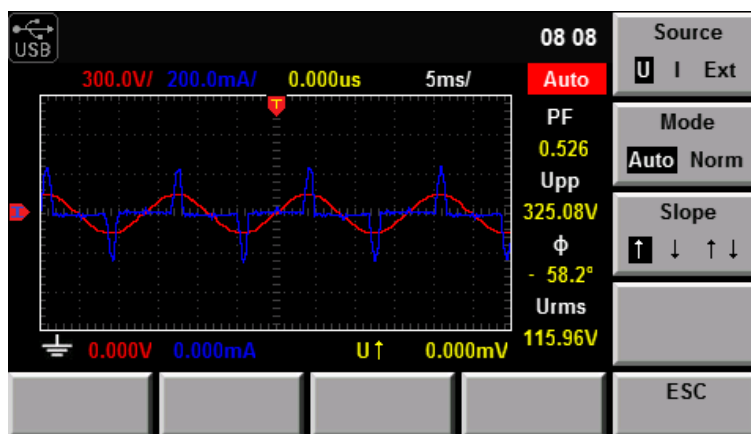 USB
08 08
300.0V/ 200.0mA/ 0.000us 5ms/ Auto
T
PF
0.526
Upp
325.08V
ф
- 58.2°
Urms
115.96V
0.000V 0.000mA U↑ 0.000mV
Source
U I Ext
Mode
Auto Norm
Slope
↑ ↓ ↑↓
ESC